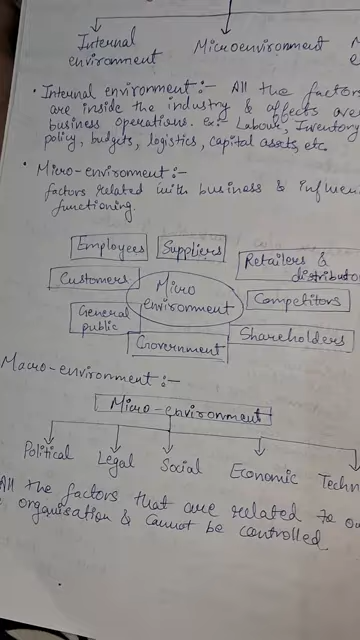 Internal
environment
Microenvironment
• Internal environment :- All the factors
are inside the industry & affects
business operations. ex:- Labour, Inventory
policy, budgets, logistics, capital assets, etc
• Micro-environment :-
factors related with business &
functioning.
Employees
Suppliers
Retailers &
Customers
Micro
environment
Competitors
General
public
Government
Shareholders
Macro-environment :-
Micro-environment
Political
Legal
Social
Economic
All the factors that are related to
organisation & cannot be controlled